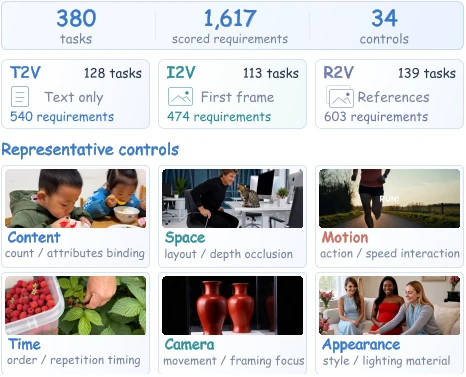 380 1,617 34
tasks scored requirements controls
T2V 128 tasks
Text only
540 requirements
I2V 113 tasks
First frame
474 requirements
R2V 139 tasks
References
603 requirements
Representative controls
RUN!
Content
count / attributes binding
Space
layout / depth occlusion
Motion
action / speed interaction
Time
order / repetition timing
Camera
movement / framing focus
Appearance
style / lighting material